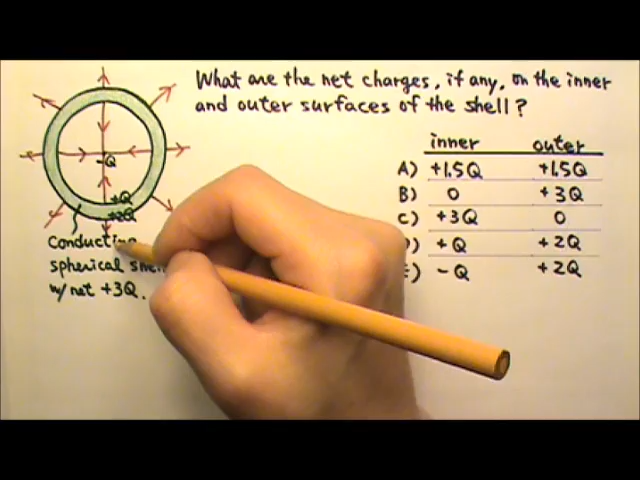 What are the net charges, if any, on the inner
and outer surfaces of the shell?
inner outer
A) +1.5Q +1.5Q
B) 0 +3Q
C) +3Q 0
) +Q +2Q
) -Q +2Q
-Q
+Q
+2Q
Conducting
spherical
w/ net +3Q.